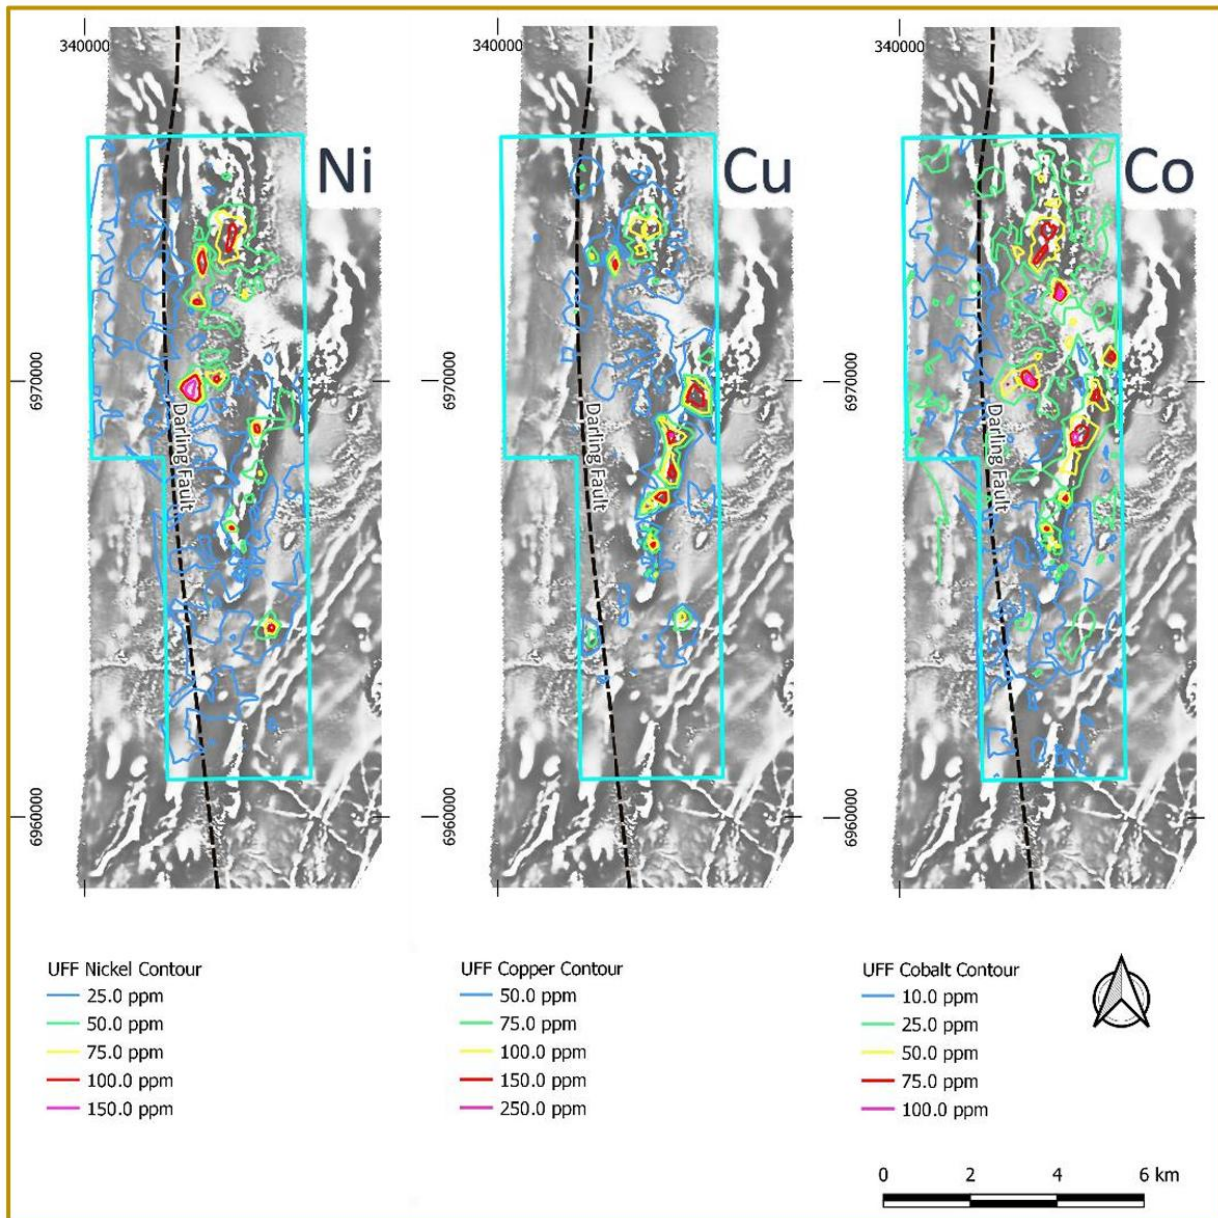 340000
340000
340000
Ni
Cu
Co
6970000
6970000
6970000
Darling Fault
Darling Fault
Darling Fault
6960000
6960000
6960000
UFF Nickel Contour
25.0 ppm
50.0 ppm
75.0 ppm
100.0 ppm
150.0 ppm
UFF Copper Contour
50.0 ppm
75.0 ppm
100.0 ppm
150.0 ppm
250.0 ppm
UFF Cobalt Contour
10.0 ppm
25.0 ppm
50.0 ppm
75.0 ppm
100.0 ppm
0 2 4 6 km